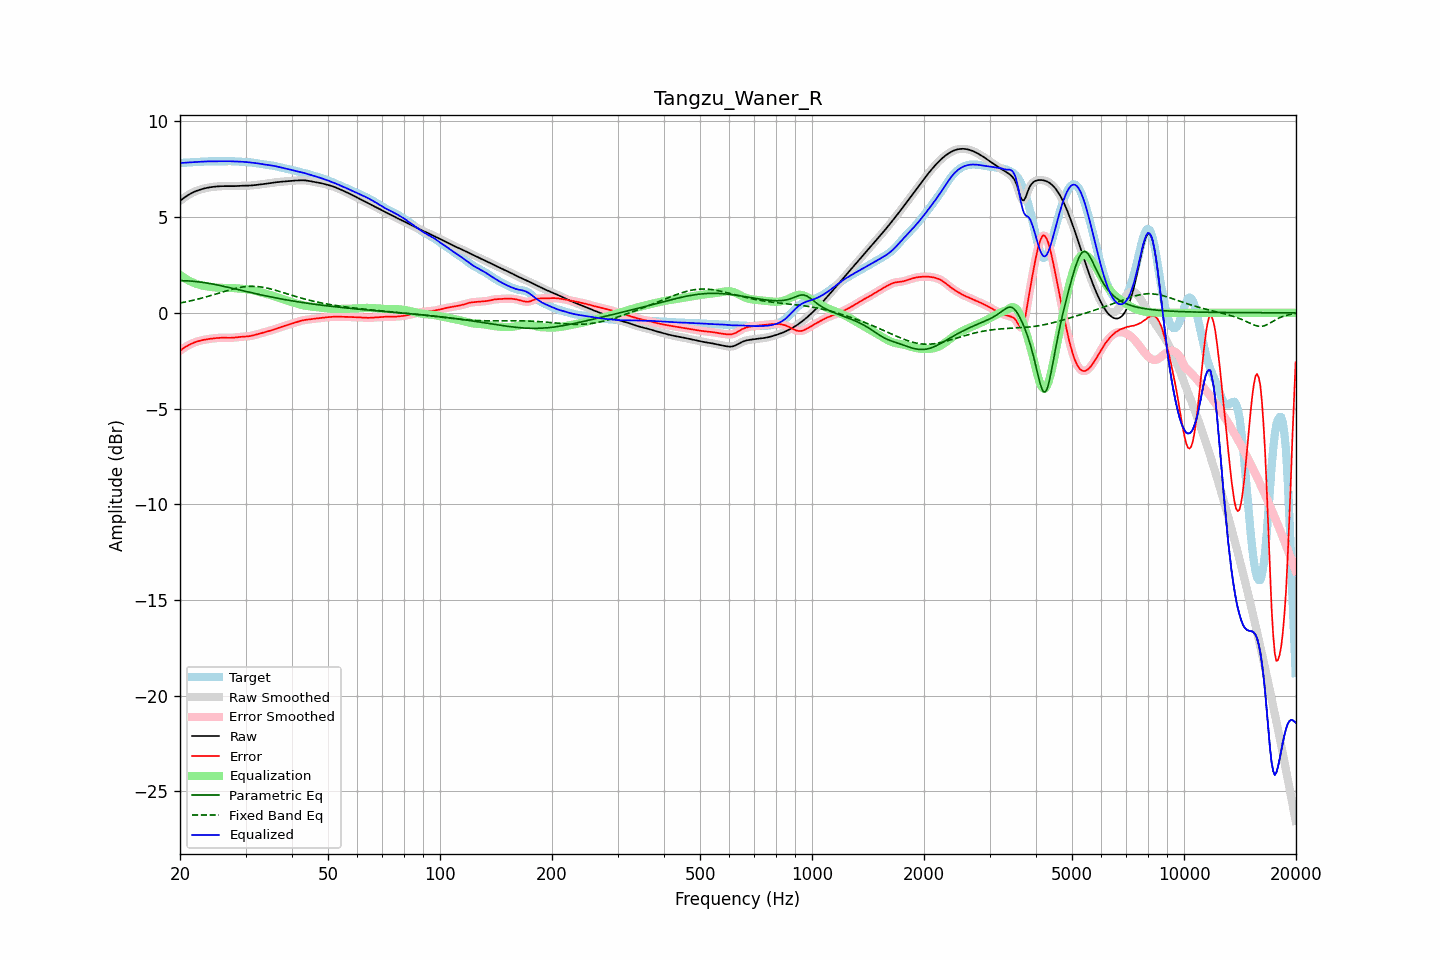 Tangzu_Waner_R
10
5
0
−5
−10
−15
−20
−25
Amplitude (dBr)
Target
Raw Smoothed
Error Smoothed
Raw
Error
Equalization
Parametric Eq
Fixed Band Eq
Equalized
20 50 100 200 500 1000 2000 5000 10000 20000
Frequency (Hz)